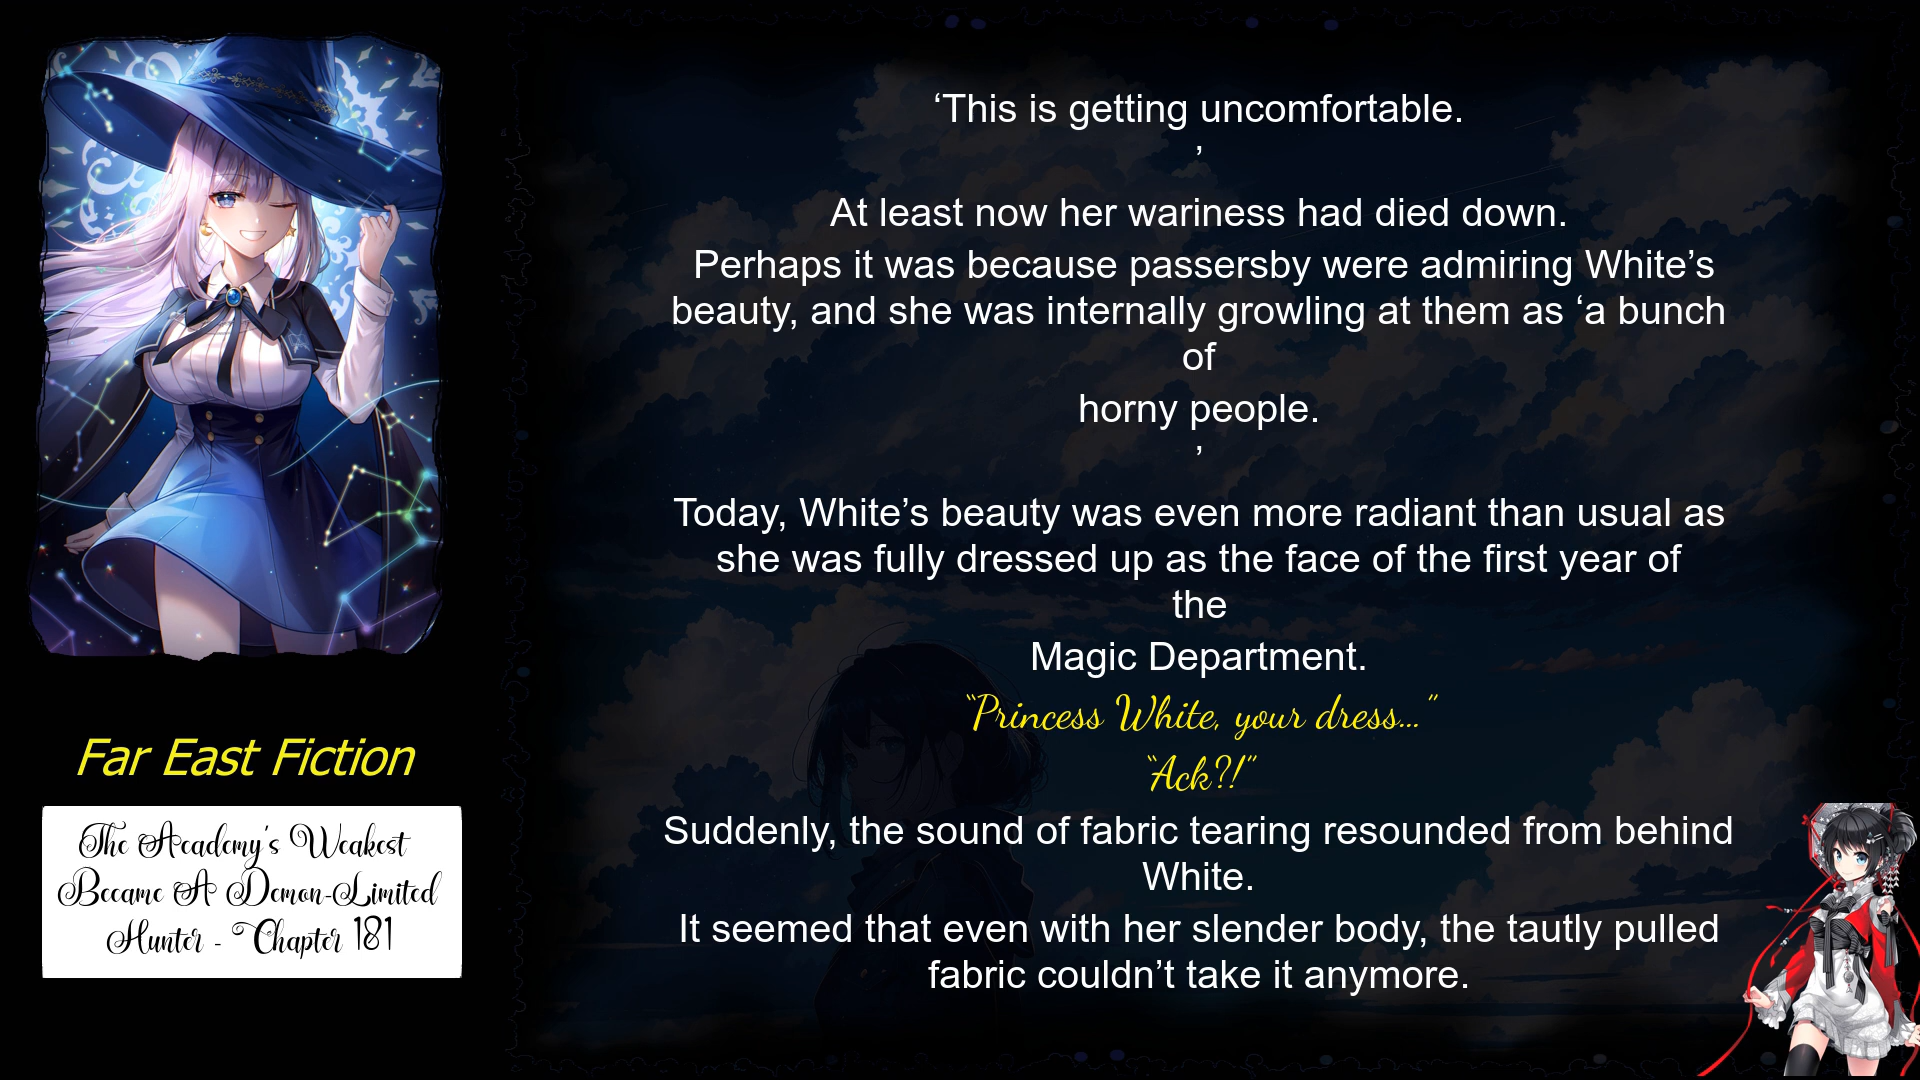 ‘This is getting uncomfortable.
’
At least now her wariness had died down.
Perhaps it was because passersby were admiring White’s
beauty, and she was internally growling at them as ‘a bunch
of
horny people.
’
Today, White’s beauty was even more radiant than usual as
she was fully dressed up as the face of the first year of
the
Magic Department.
“Princess White, your dress…”
“Ack?!”
Suddenly, the sound of fabric tearing resounded from behind
White.
It seemed that even with her slender body, the tautly pulled
fabric couldn’t take it anymore.
Far East Fiction
The Academy's Weakest
Became A Demon-Limited
Hunter - Chapter 181